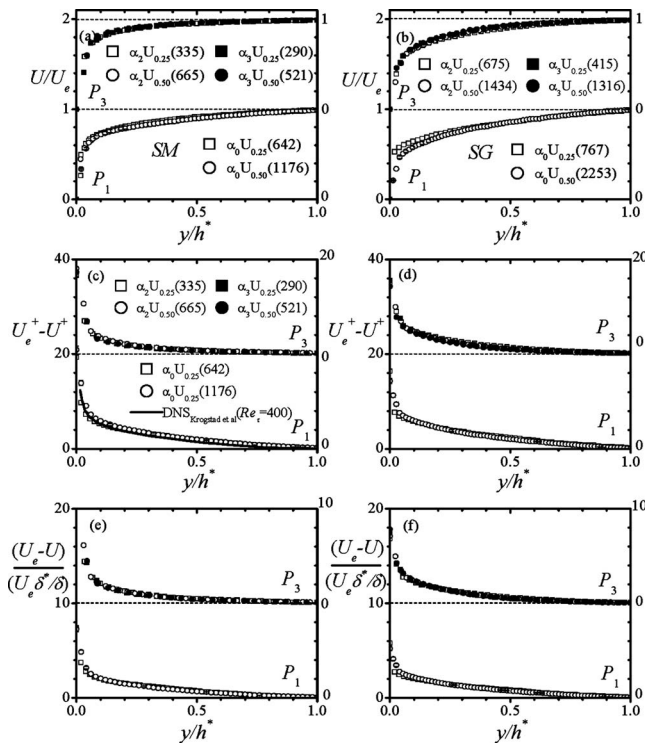 (a)
2
1
0
U/Uₑ
1
0
0
α₂U₀.₂₅(335)
α₂U₀.₅₀(665)
α₃U₀.₂₅(290)
α₃U₀.₅₀(521)
P₃
SM
α₀U₀.₂₅(642)
α₀U₀.₅₀(1176)
P₁
0.0 0.5 1.0
y/h*
(b)
2
1
0
U/Uₑ
1
0
0
α₂U₀.₂₅(675)
α₂U₀.₅₀(1434)
α₃U₀.₂₅(415)
α₃U₀.₅₀(1316)
P₃
SG
α₀U₀.₂₅(767)
α₀U₀.₅₀(2253)
P₁
0.0 0.5 1.0
y/h*
(c)
40
20
0
Uₑ⁺-U⁺
20
0
0
α₂U₀.₂₅(335)
α₂U₀.₅₀(665)
α₃U₀.₂₅(290)
α₃U₀.₅₀(521)
P₃
α₀U₀.₂₅(642)
α₀U₀.₂₅(1176)
DNS Krogstad et al (Re_τ=400)
P₁
0.0 0.5 1.0
y/h*
(d)
40
20
0
Uₑ⁺-U⁺
20
0
0
P₃
P₁
0.0 0.5 1.0
y/h*
(e)
20
10
0
(Uₑ-U)
(Uₑδ*/δ)
10
0
0
P₃
P₁
0.0 0.5 1.0
y/h*
(f)
20
10
0
(Uₑ-U)
(Uₑδ*/δ)
10
0
0
P₃
P₁
0.0 0.5 1.0
y/h*